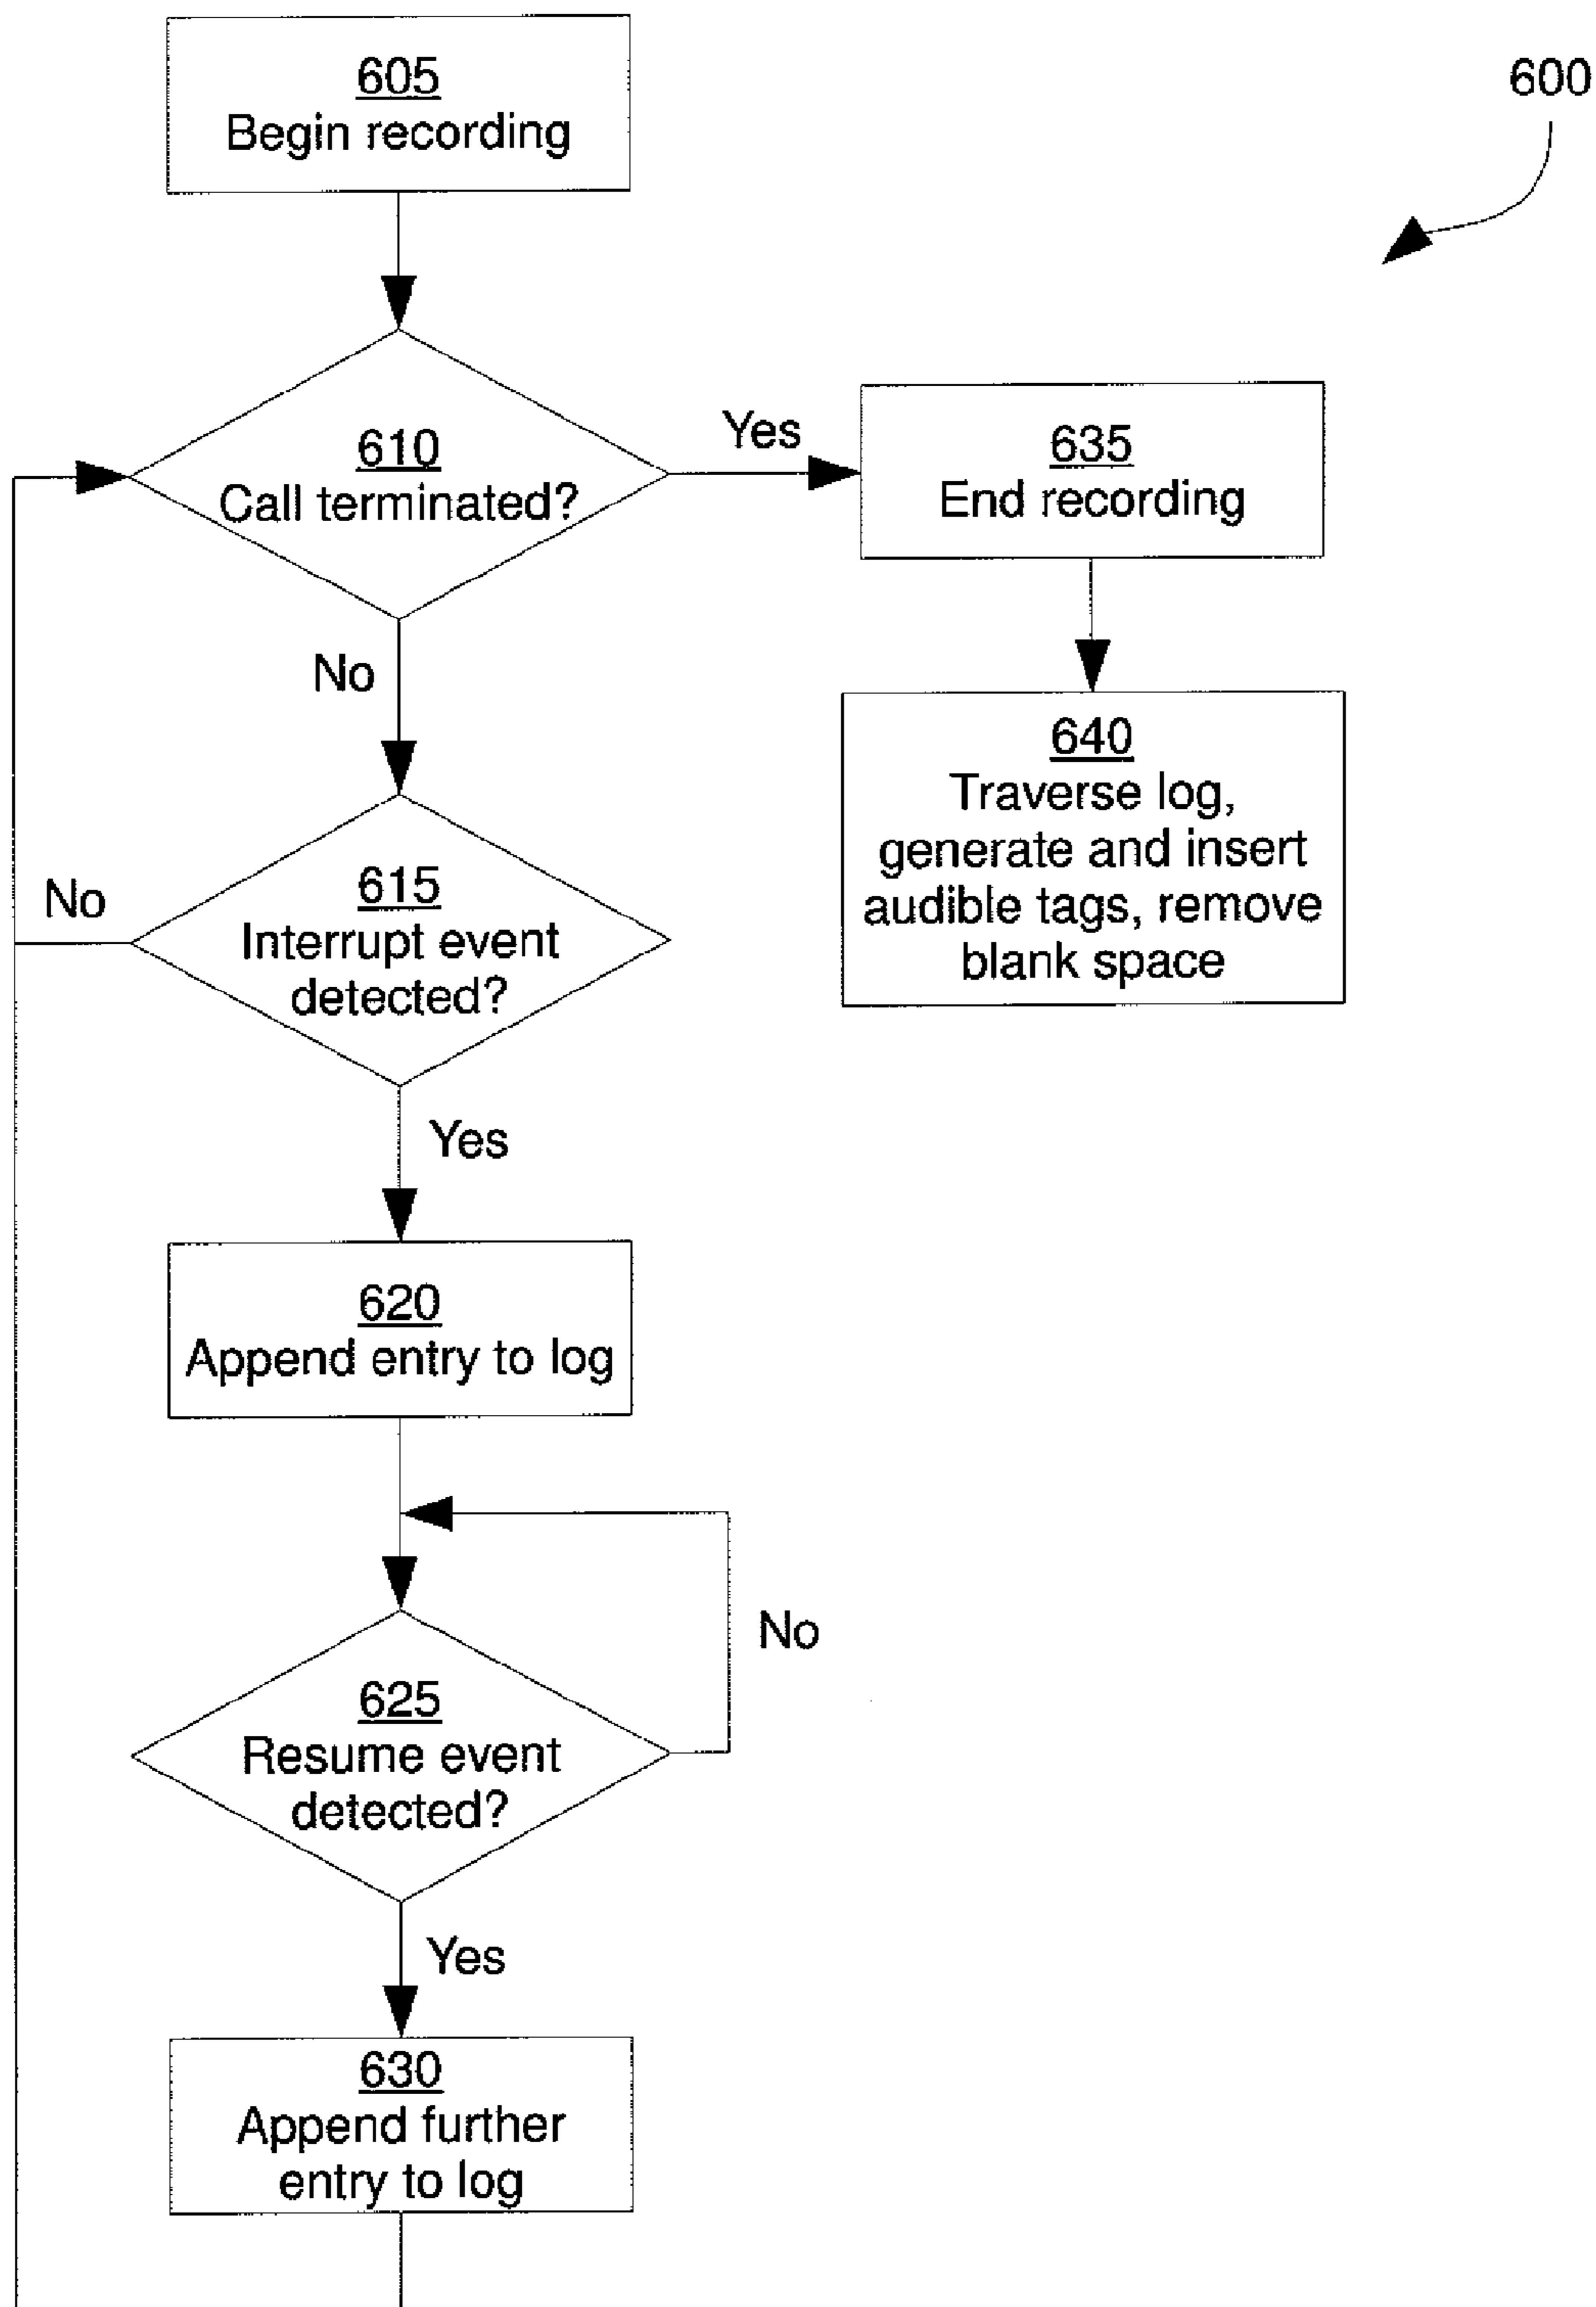 605
Begin recording
600
610
Call terminated?
Yes
635
End recording
No
640
Traverse log,
generate and insert
audible tags, remove
blank space
615
Interrupt event
detected?
No
Yes
620
Append entry to log
625
Resume event
detected?
No
Yes
630
Append further
entry to log